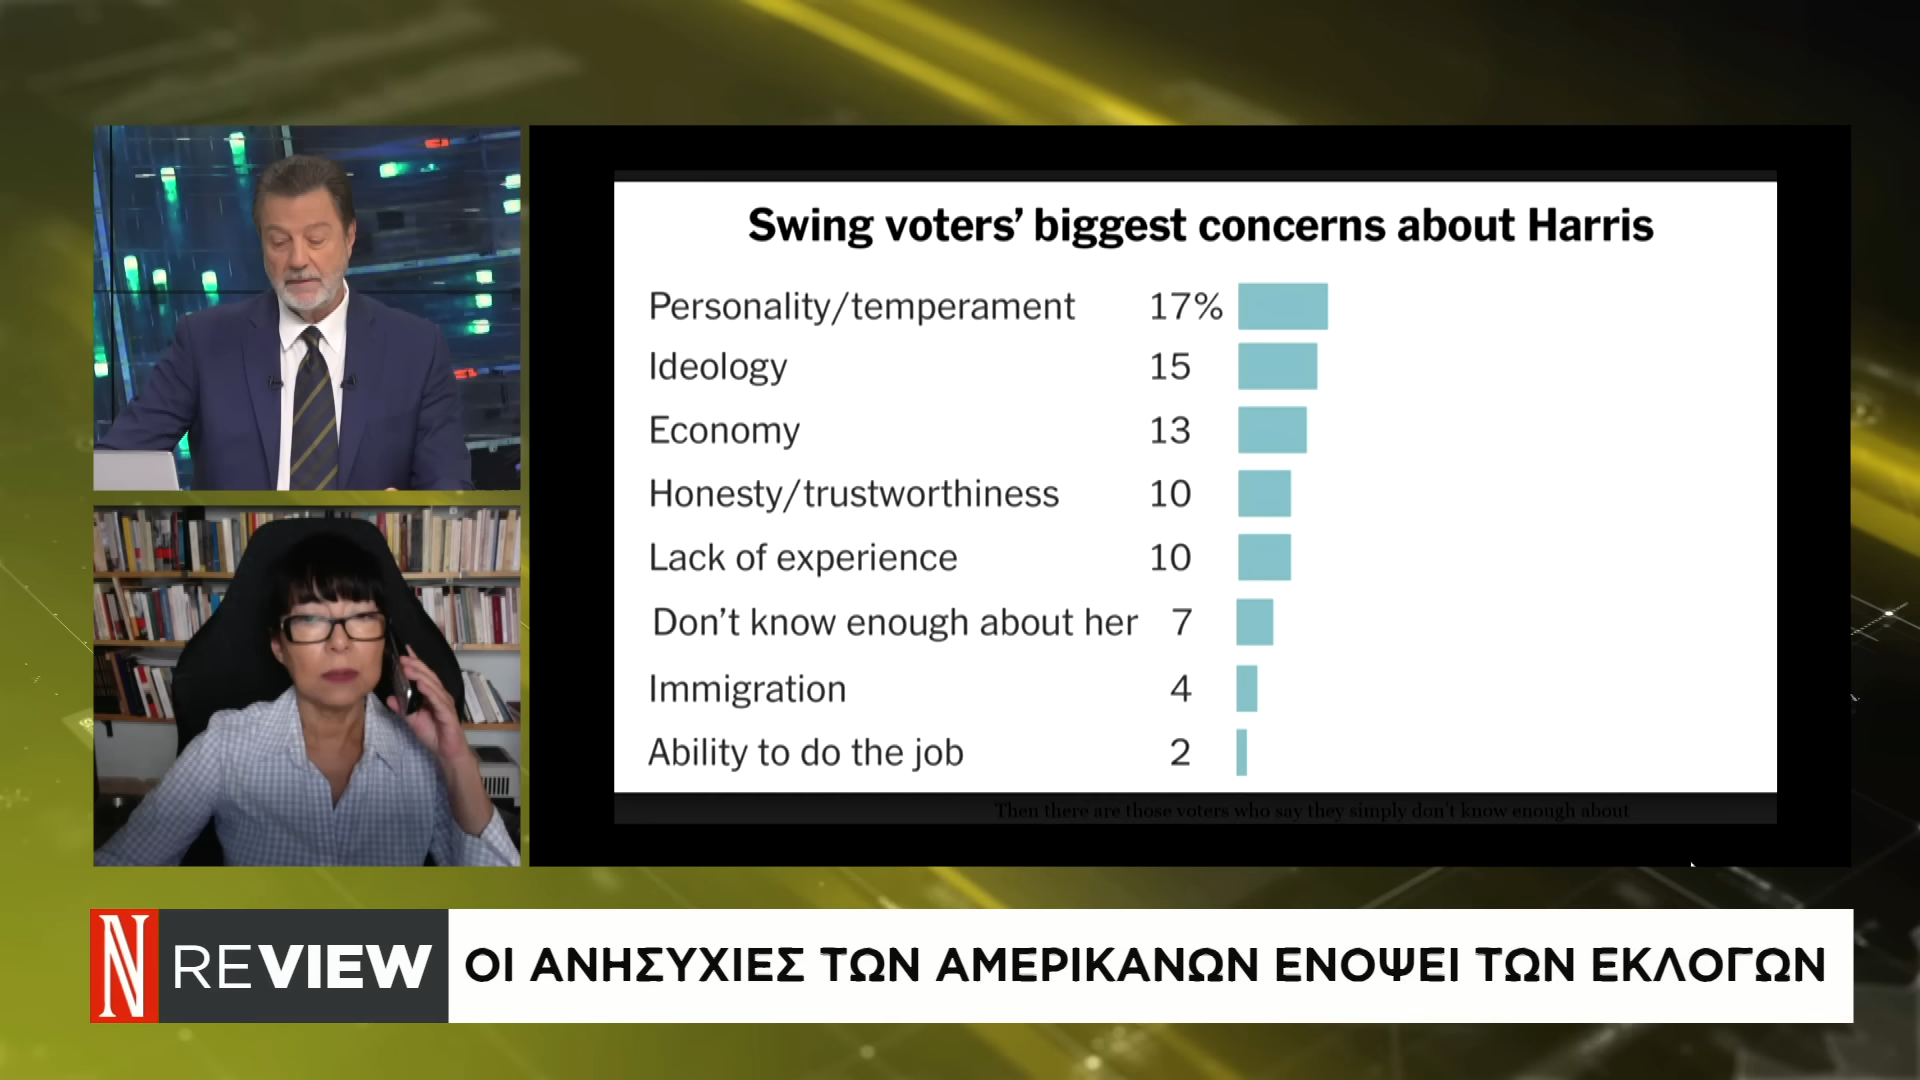 Swing voters’ biggest concerns about Harris
Personality/temperament 17%
Ideology 15
Economy 13
Honesty/trustworthiness 10
Lack of experience 10
Don’t know enough about her 7
Immigration 4
Ability to do the job 2
Then there are those voters who say they simply don't know enough about
N REVIEW ΟΙ ΑΝΗΣΥΧΙΕΣ ΤΩΝ ΑΜΕΡΙΚΑΝΩΝ ΕΝΟΨΕΙ ΤΩΝ ΕΚΛΟΓΩΝ